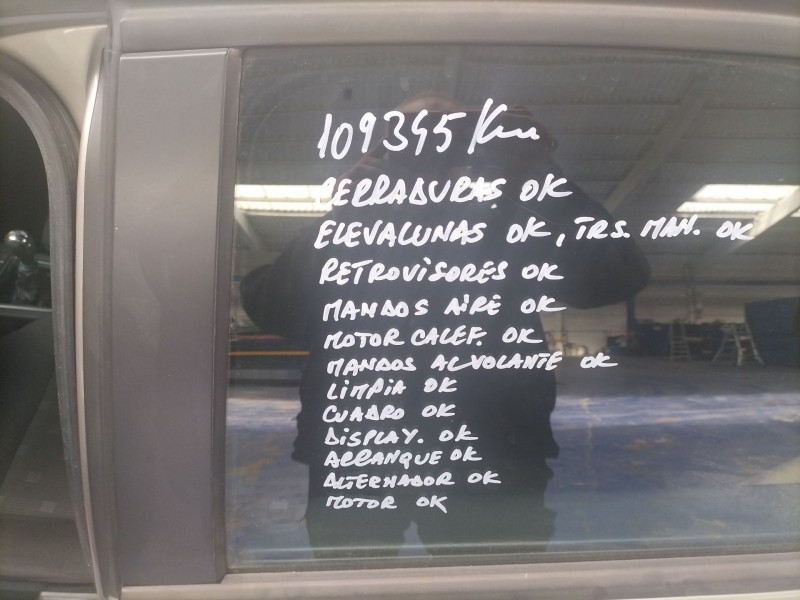 109345 Km
CERRADURAS OK
ELEVALUNAS OK, TRS. MAN. OK
RETROVISORES OK
MANDOS AIRE OK
MOTOR CALEF. OK
MANDOS AL VOLANTE OK
LIMPIA OK
CUADRO OK
DISPLAY. OK
ARRANQUE OK
ALTERNADOR OK
MOTOR OK